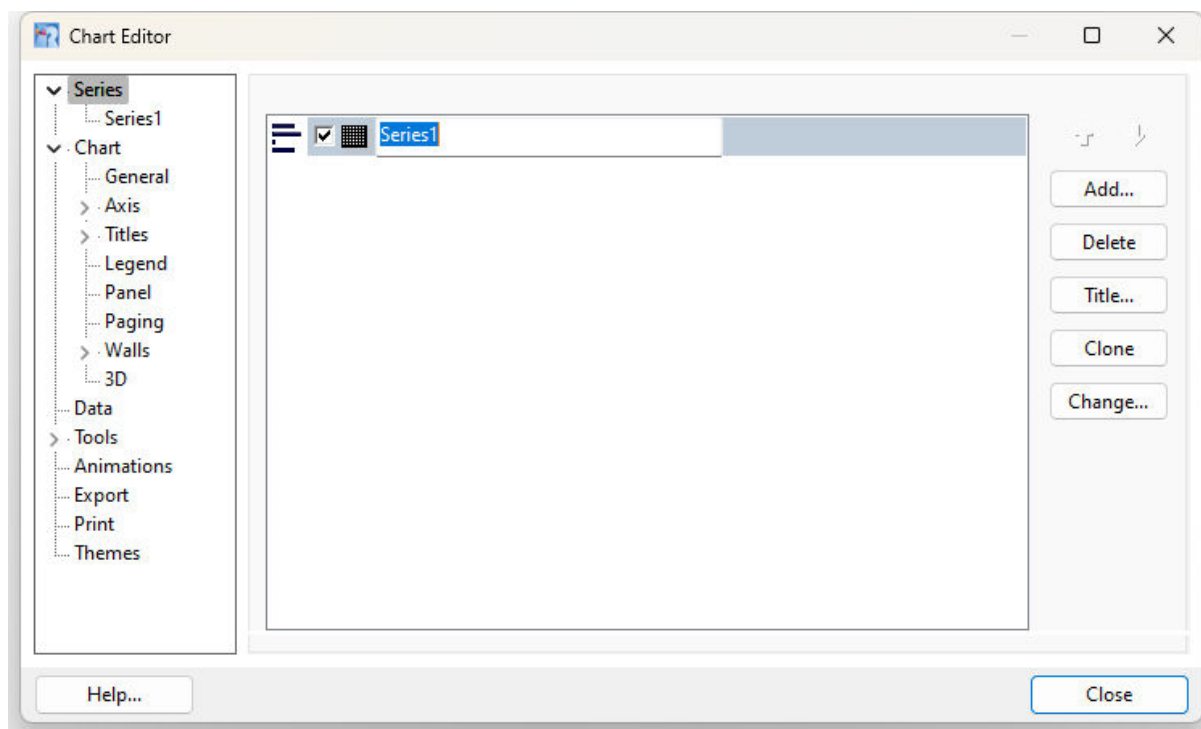 Chart Editor
Series
Series1
Chart
General
Axis
Titles
Legend
Panel
Paging
Walls
3D
Data
Tools
Animations
Export
Print
Themes
Series1
Add...
Delete
Title...
Clone
Change...
Help...
Close